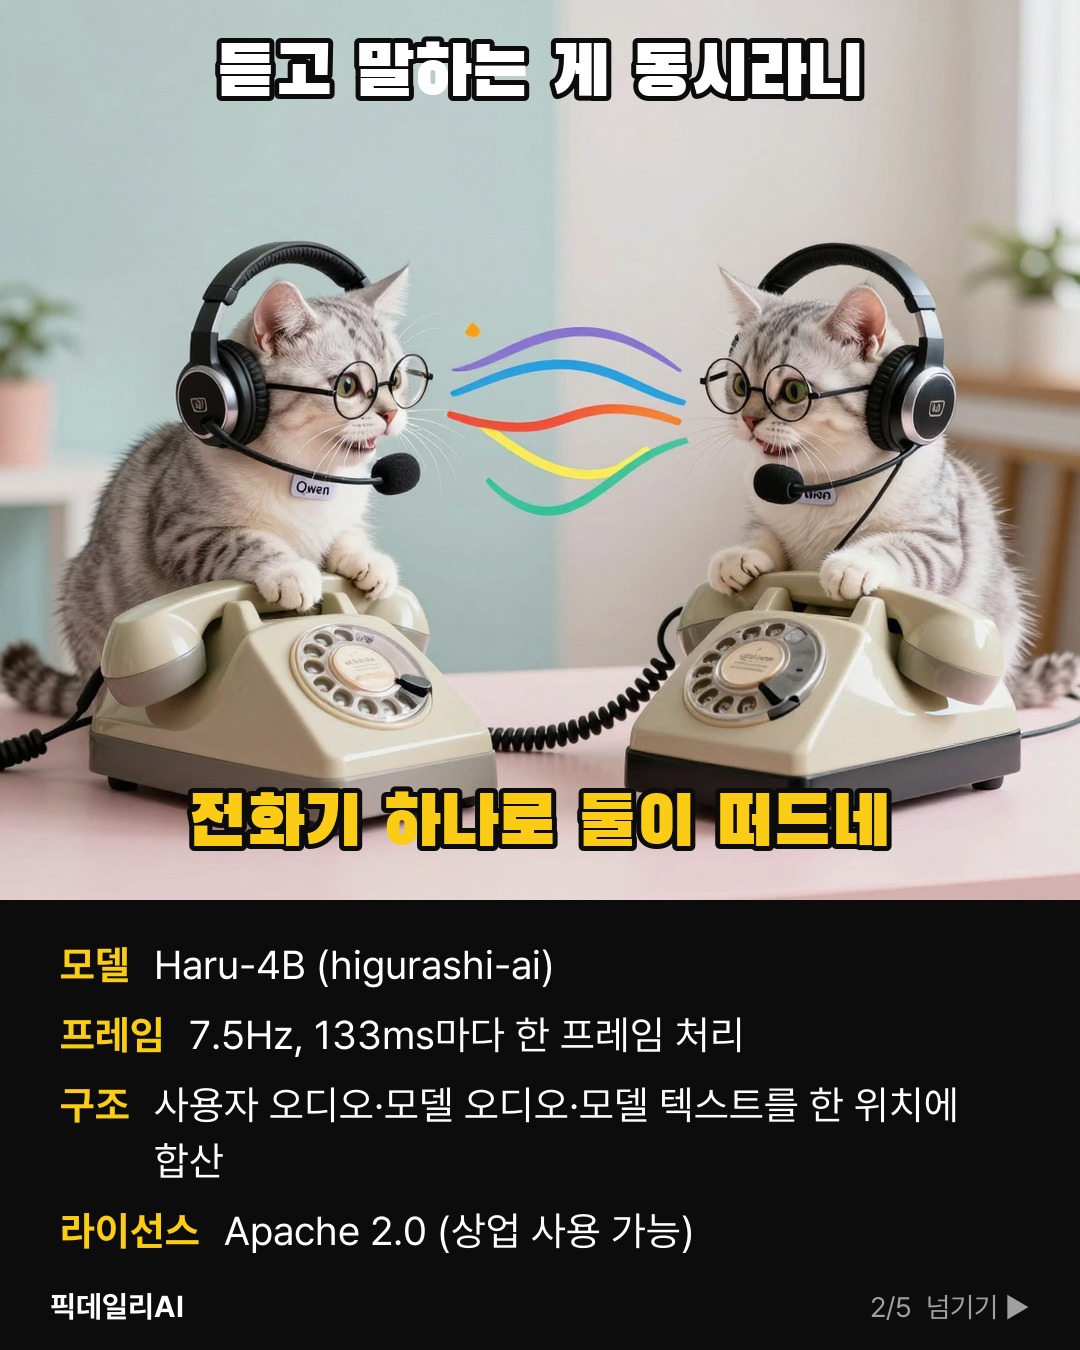 듣고 말하는 게 동시라니
Qwen
전화기 하나로 둘이 떠드네
모델 Haru-4B (higurashi-ai)
프레임 7.5Hz, 133ms마다 한 프레임 처리
구조 사용자 오디오·모델 오디오·모델 텍스트를 한 위치에
합산
라이선스 Apache 2.0 (상업 사용 가능)
픽데일리AI
2/5 넘기기 ▶